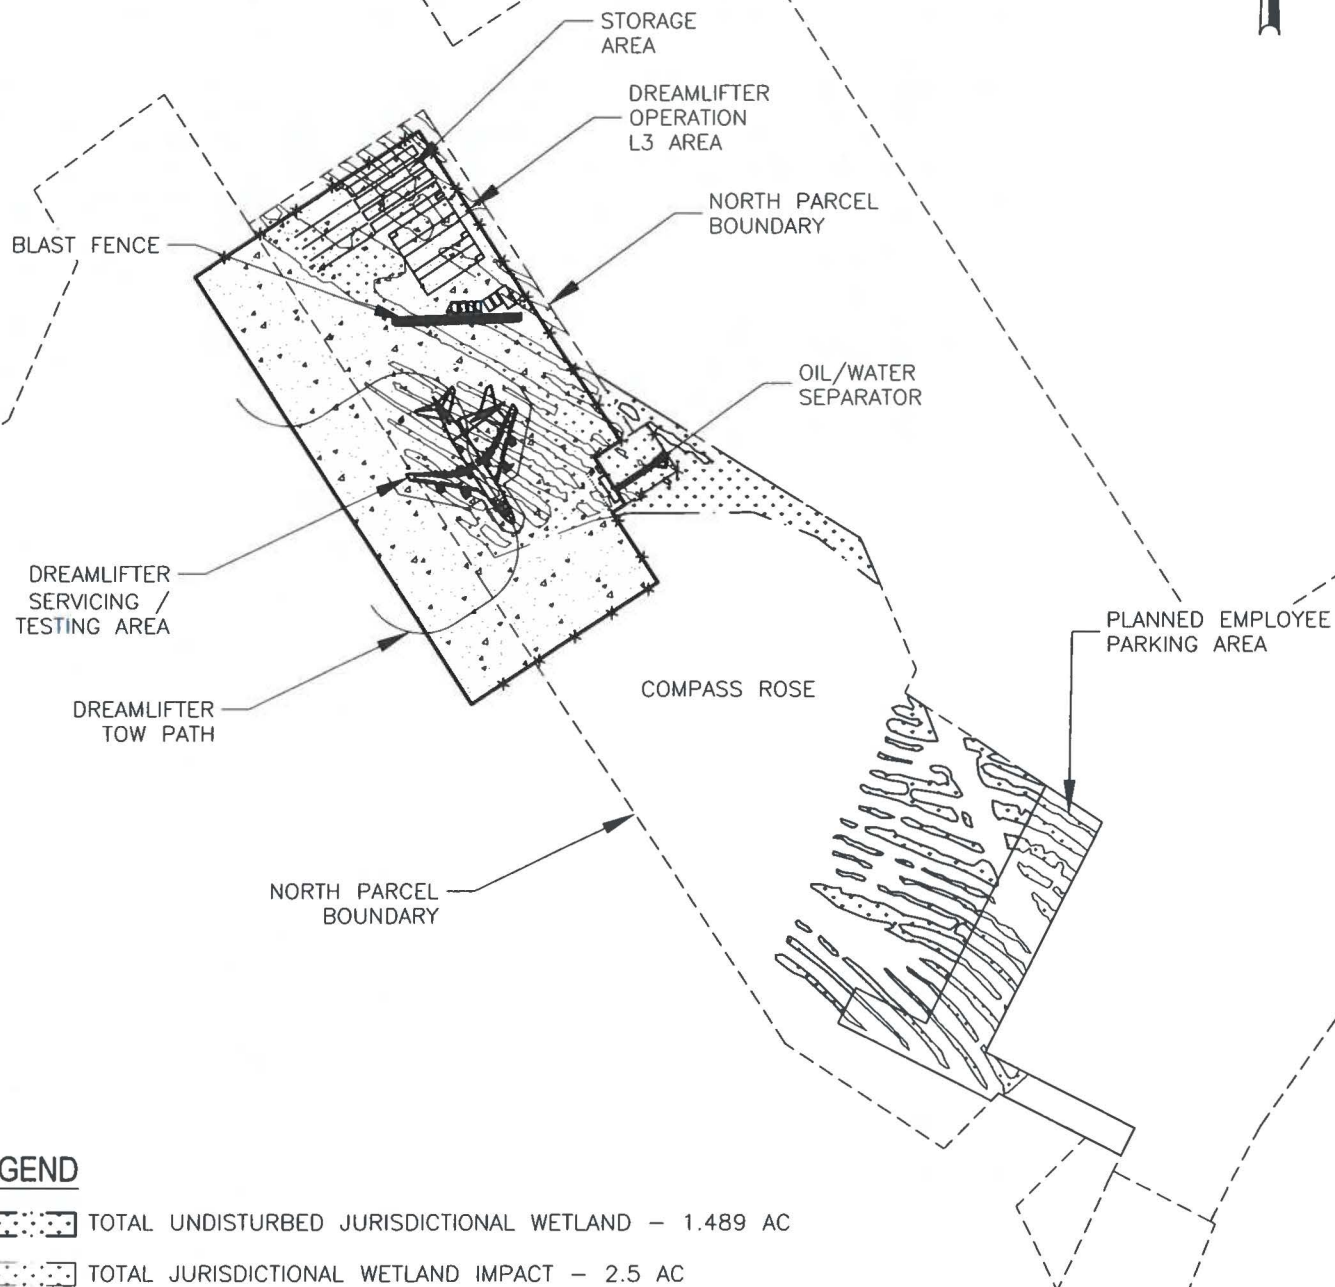 STORAGE
AREA
DREAMLIFTER
OPERATION
L3 AREA
NORTH PARCEL
BOUNDARY
BLAST FENCE
OIL/WATER
SEPARATOR
DREAMLIFTER
SERVICING /
TESTING AREA
PLANNED EMPLOYEE
PARKING AREA
COMPASS ROSE
DREAMLIFTER
TOW PATH
NORTH PARCEL
BOUNDARY
GEND
TOTAL UNDISTURBED JURISDICTIONAL WETLAND – 1.489 AC
TOTAL JURISDICTIONAL WETLAND IMPACT – 2.5 AC